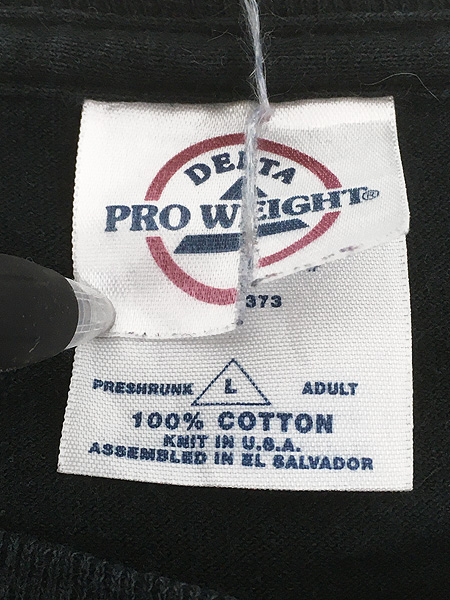 DELTA
PRO WEIGHT®
373
PRESHRUNK L ADULT
100% COTTON
KNIT IN U.S.A.
ASSEMBLED IN EL SALVADOR